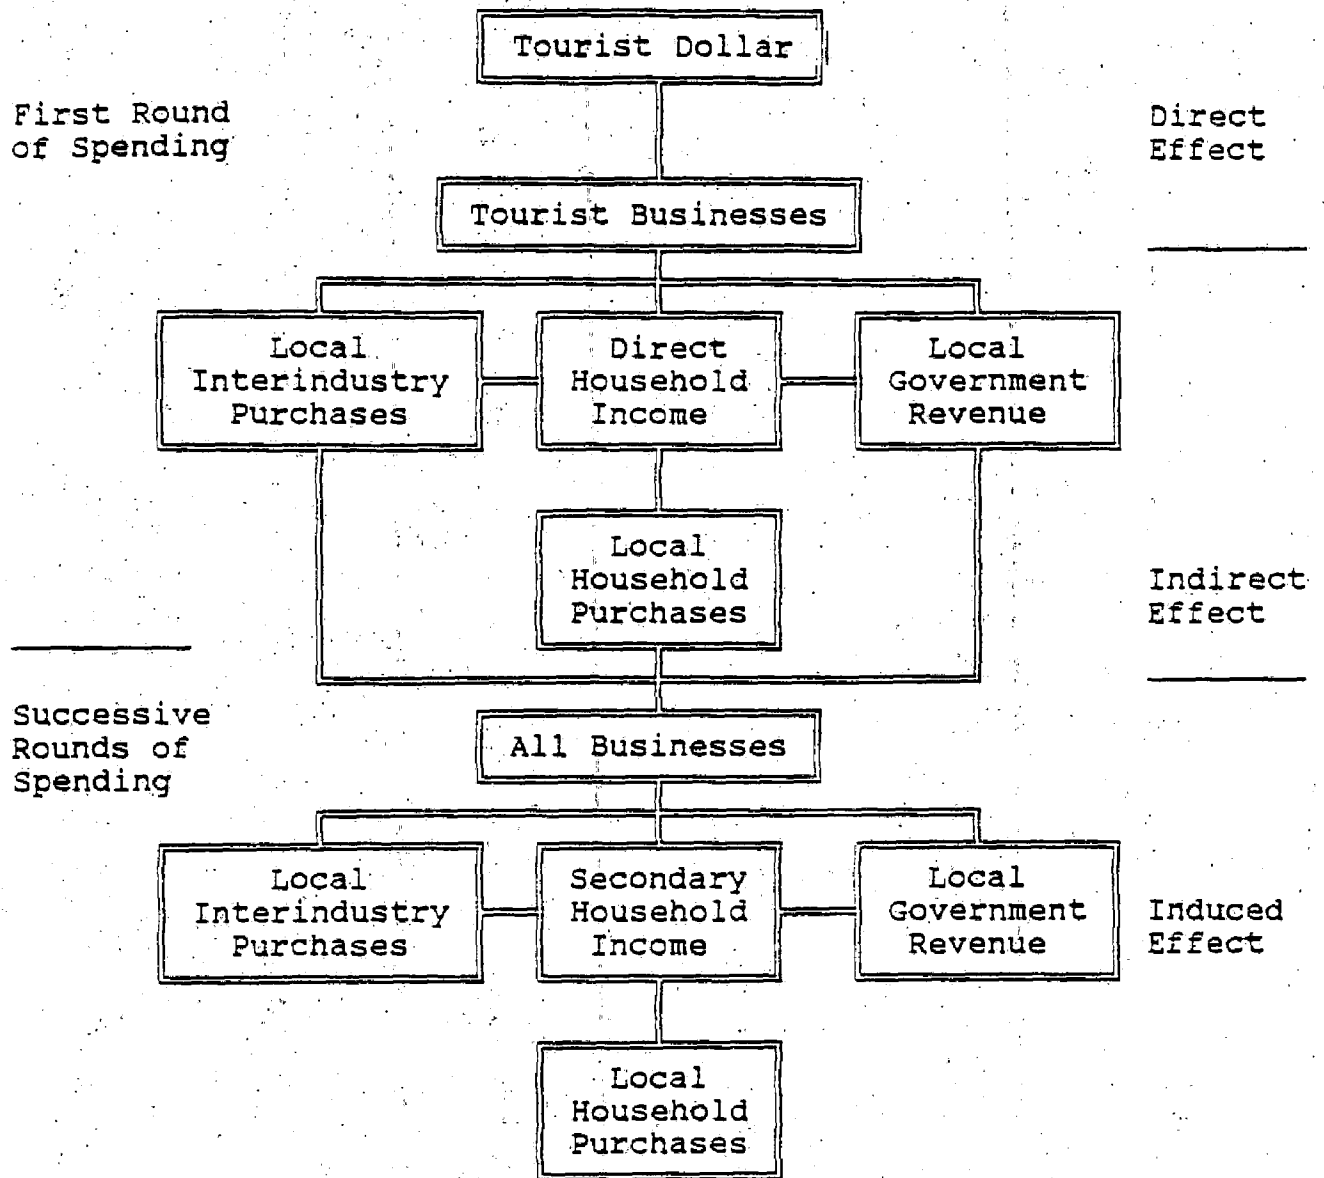 Tourist Dollar
First Round
of Spending
Direct
Effect
Tourist Businesses
Local
Interindustry
Purchases
Direct
Household
Income
Local
Government
Revenue
Local
Household
Purchases
Indirect
Effect
Successive
Rounds of
Spending
All Businesses
Local
Interindustry
Purchases
Secondary
Household
Income
Local
Government
Revenue
Induced
Effect
Local
Household
Purchases